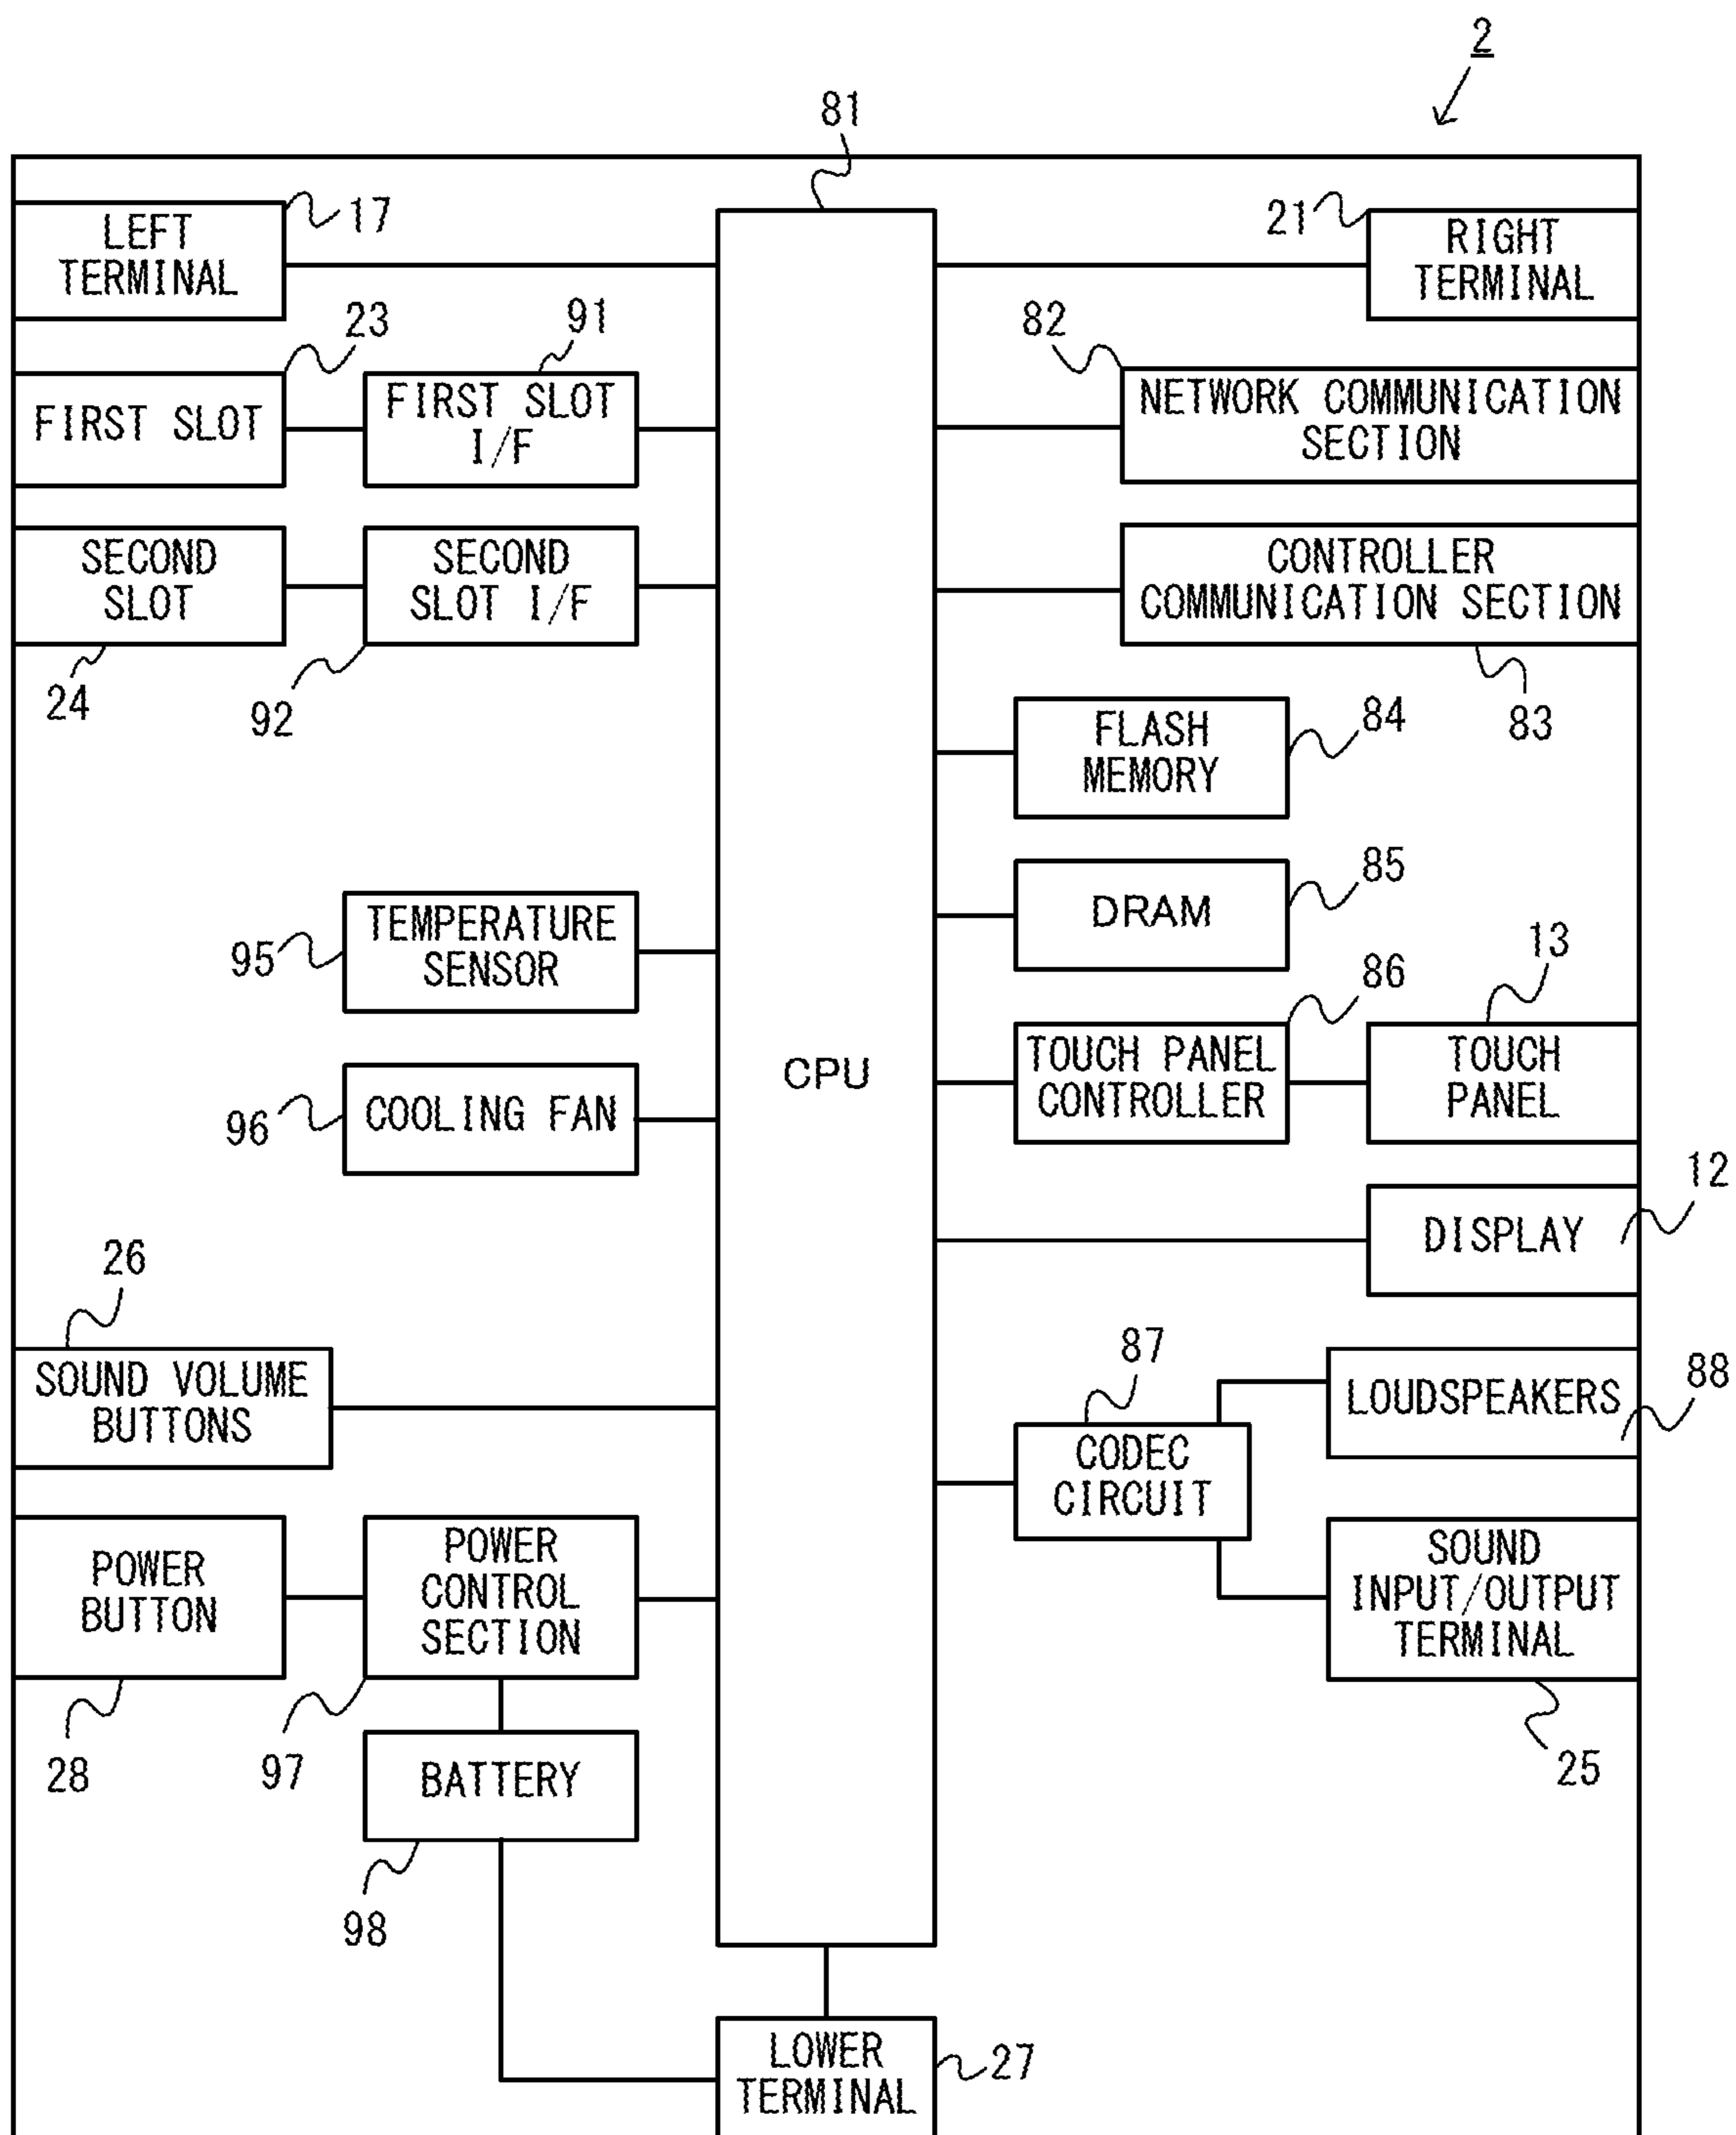 2
81
LEFT
TERMINAL
17
21
RIGHT
TERMINAL
23
91
82
FIRST SLOT
FIRST SLOT
I/F
NETWORK COMMUNICATION
SECTION
SECOND
SLOT
SECOND
SLOT I/F
CONTROLLER
COMMUNICATION SECTION
24
92
83
FLASH
MEMORY
84
DRAM
85
TEMPERATURE
SENSOR
95
CPU
86
13
TOUCH PANEL
CONTROLLER
TOUCH
PANEL
COOLING FAN
96
DISPLAY
12
26
SOUND VOLUME
BUTTONS
87
CODEC
CIRCUIT
LOUDSPEAKERS
88
POWER
BUTTON
POWER
CONTROL
SECTION
SOUND
INPUT/OUTPUT
TERMINAL
28
97
25
BATTERY
98
LOWER
TERMINAL
27